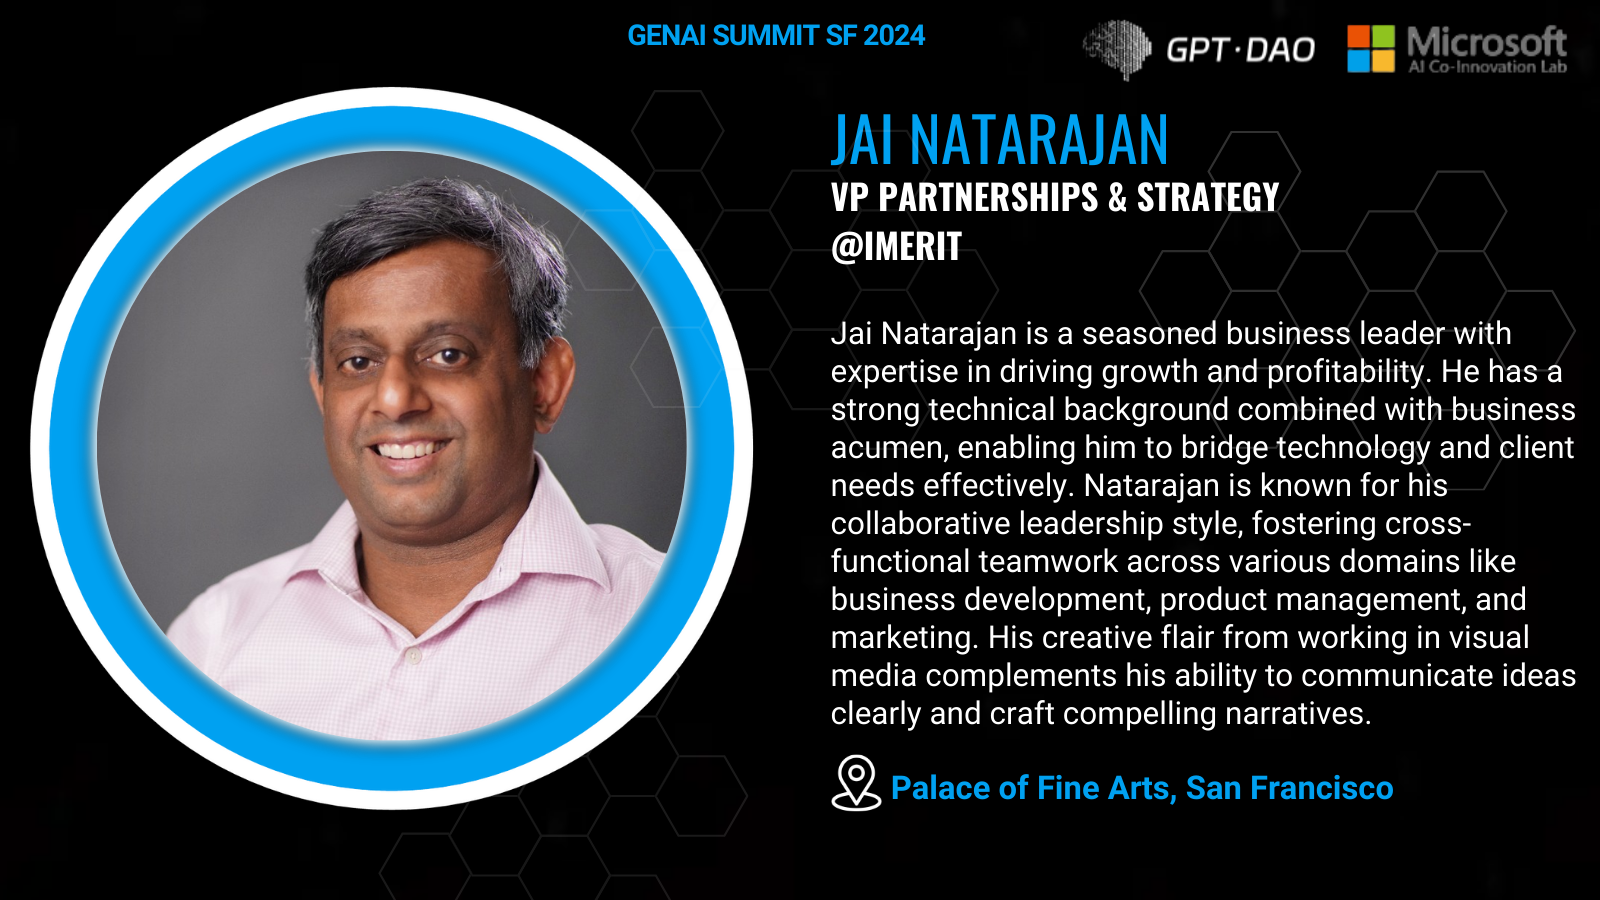 GENAI SUMMIT SF 2024
GPT·DAO
Microsoft
AI Co-Innovation Lab
JAI NATARAJAN
VP PARTNERSHIPS & STRATEGY
@IMERIT
Jai Natarajan is a seasoned business leader with
expertise in driving growth and profitability. He has a
strong technical background combined with business
acumen, enabling him to bridge technology and client
needs effectively. Natarajan is known for his
collaborative leadership style, fostering cross-
functional teamwork across various domains like
business development, product management, and
marketing. His creative flair from working in visual
media complements his ability to communicate ideas
clearly and craft compelling narratives.
Palace of Fine Arts, San Francisco